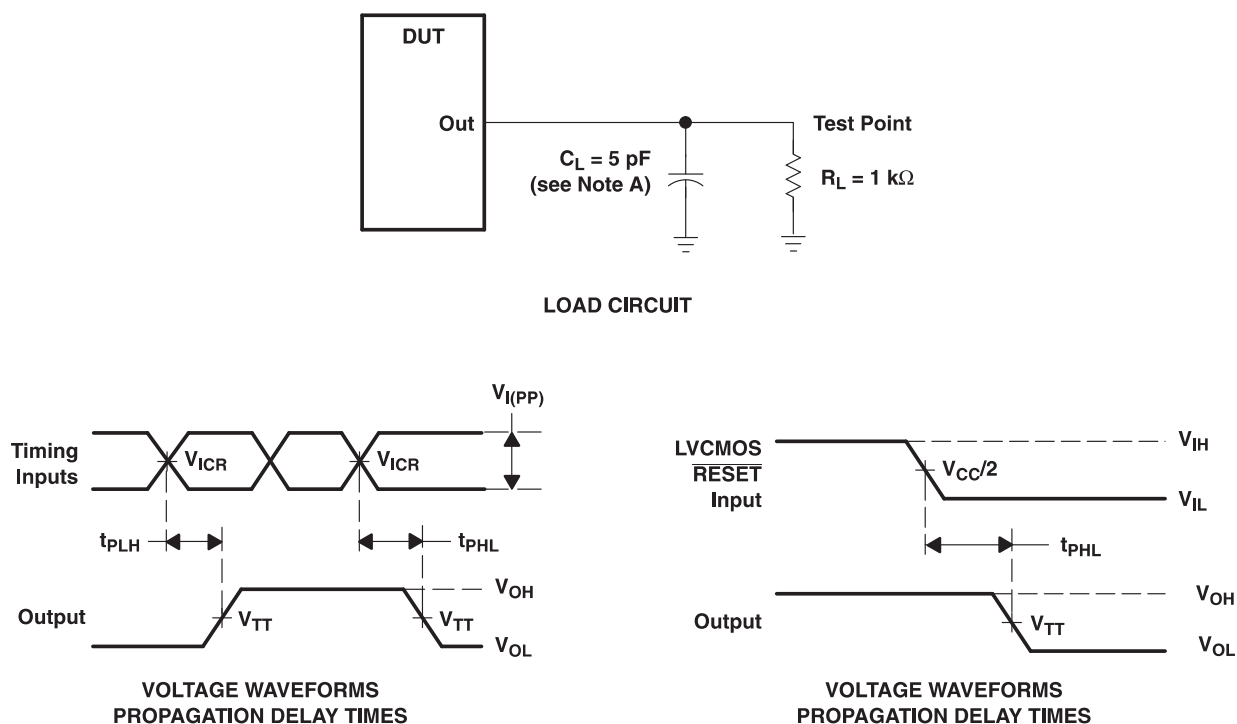 DUT
Out
Test Point
C_L = 5 pF
(see Note A)
R_L = 1 kΩ
LOAD CIRCUIT
V_I(PP)
Timing
Inputs
V_ICR
V_ICR
t_PLH
t_PHL
Output
V_TT
V_TT
V_OH
V_OL
VOLTAGE WAVEFORMS
PROPAGATION DELAY TIMES
LVCMOS
R̅E̅S̅E̅T̅
Input
V_IH
V_CC/2
V_IL
t_PHL
Output
V_OH
V_TT
V_OL
VOLTAGE WAVEFORMS
PROPAGATION DELAY TIMES